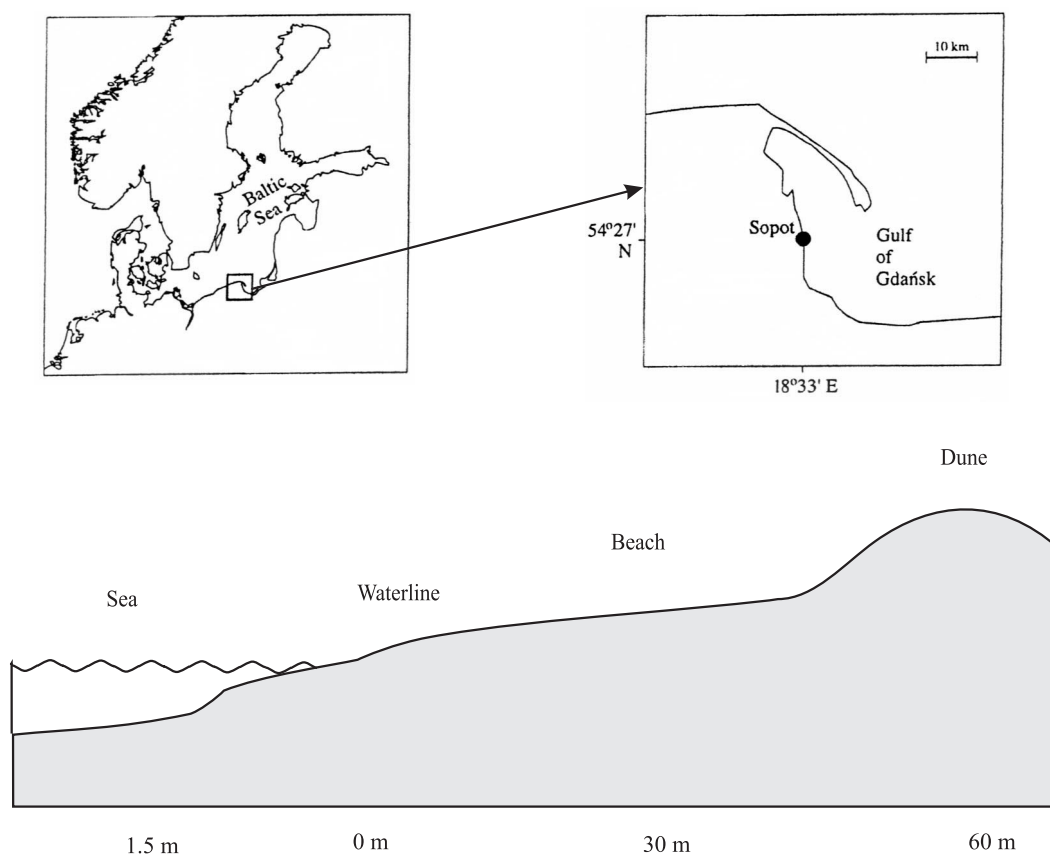 Baltic
Sea
10 km
Sopot
54°27'
N
Gulf
of
Gdańsk
18°33' E
Dune
Beach
Waterline
Sea
1.5 m
0 m
30 m
60 m